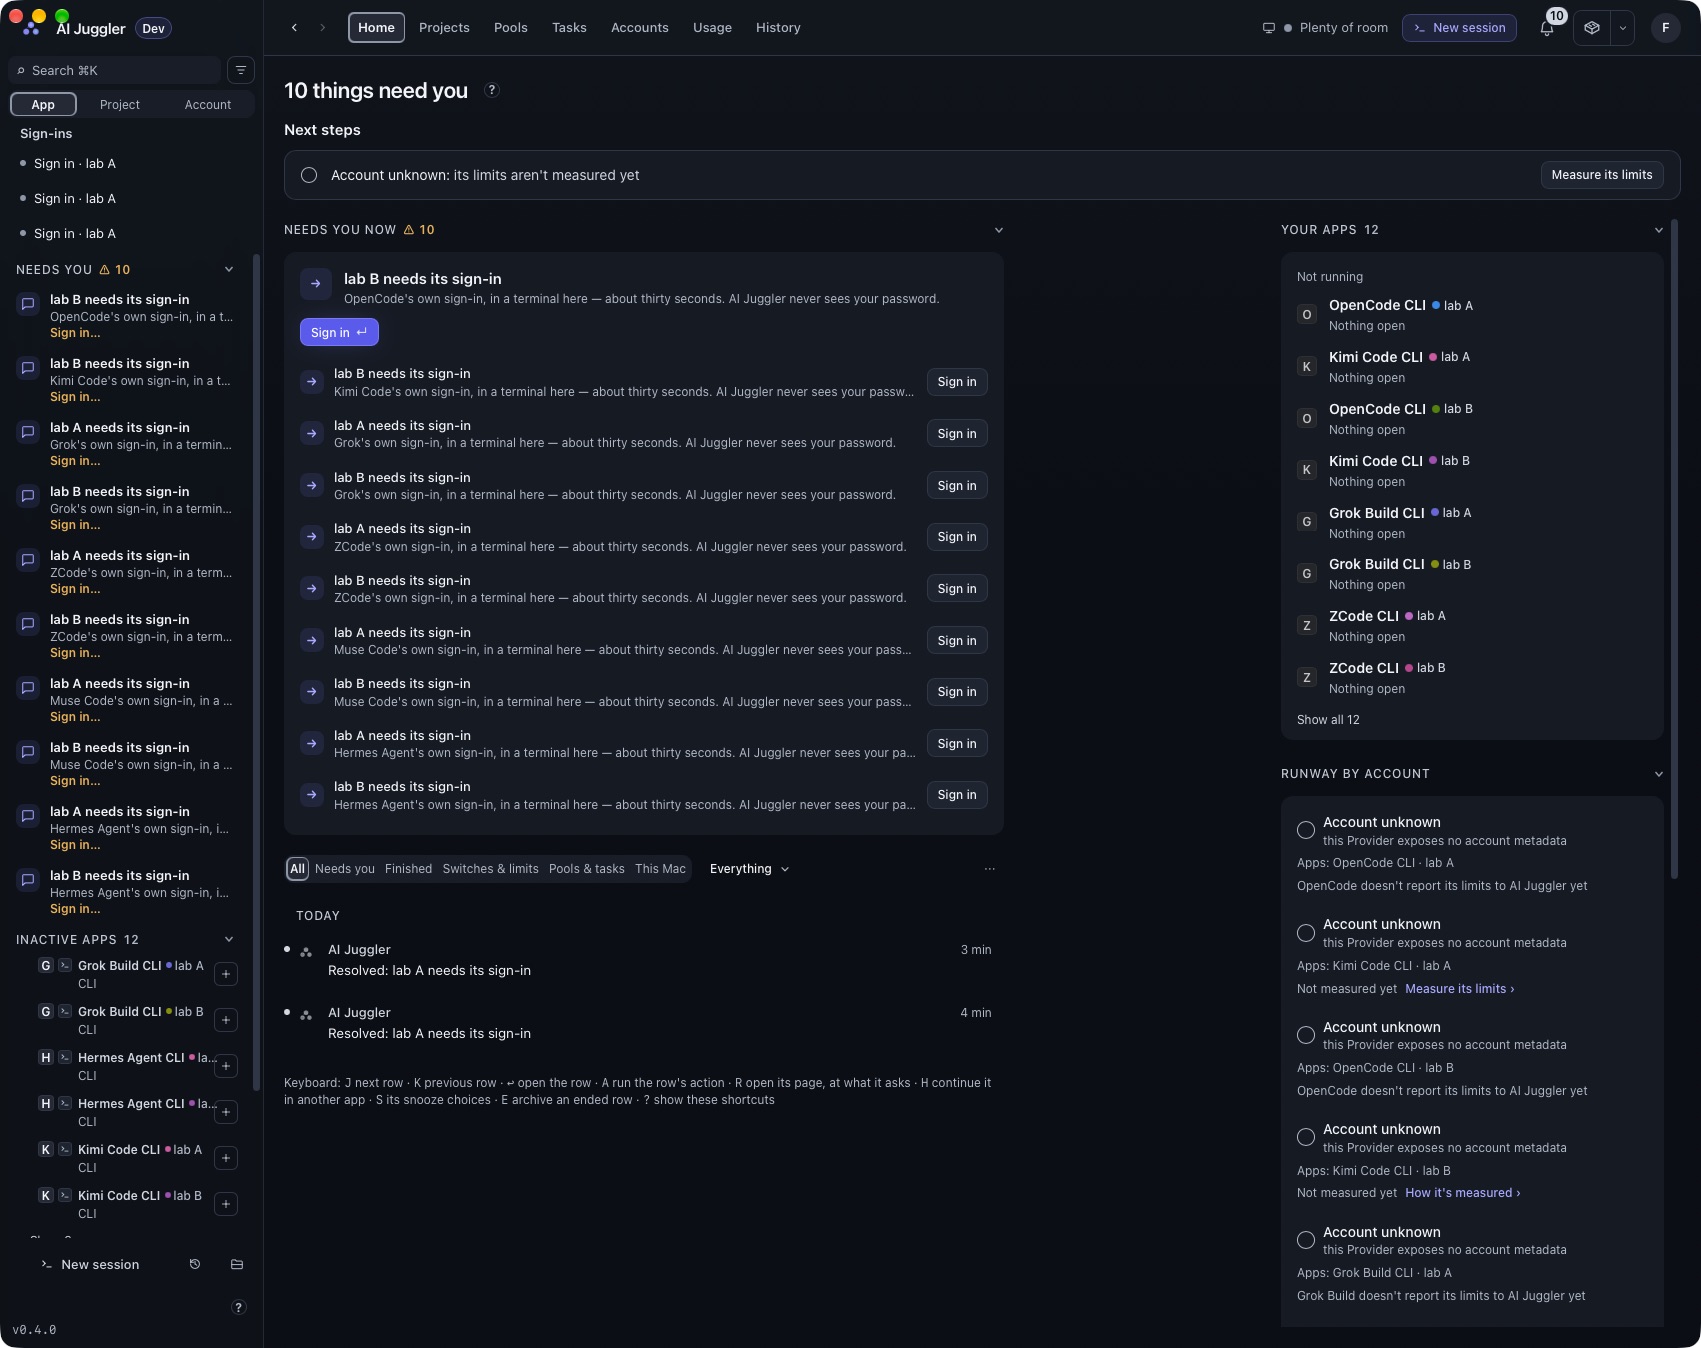 AI Juggler Dev
Search ⌘K
App Project Account
Sign-ins
Sign in · lab A
Sign in · lab A
Sign in · lab A
NEEDS YOU 10
lab B needs its sign-in
OpenCode's own sign-in, in a t...
Sign in...
lab B needs its sign-in
Kimi Code's own sign-in, in a t...
Sign in...
lab A needs its sign-in
Grok's own sign-in, in a termin...
Sign in...
lab B needs its sign-in
Grok's own sign-in, in a termin...
Sign in...
lab A needs its sign-in
ZCode's own sign-in, in a term...
Sign in...
lab B needs its sign-in
ZCode's own sign-in, in a term...
Sign in...
lab A needs its sign-in
Muse Code's own sign-in, in a ...
Sign in...
lab B needs its sign-in
Muse Code's own sign-in, in a ...
Sign in...
lab A needs its sign-in
Hermes Agent's own sign-in, i...
Sign in...
lab B needs its sign-in
Hermes Agent's own sign-in, i...
Sign in...
INACTIVE APPS 12
G Grok Build CLI lab A
CLI
G Grok Build CLI lab B
CLI
H Hermes Agent CLI la...
CLI
H Hermes Agent CLI la...
CLI
K Kimi Code CLI lab A
CLI
K Kimi Code CLI lab B
CLI
New session
?
v0.4.0
Home Projects Pools Tasks Accounts Usage History
Plenty of room
New session
10
F
10 things need you ?
Next steps
Account unknown: its limits aren't measured yet
Measure its limits
NEEDS YOU NOW 10
lab B needs its sign-in
OpenCode's own sign-in, in a terminal here — about thirty seconds. AI Juggler never sees your password.
Sign in ↵
lab B needs its sign-in
Kimi Code's own sign-in, in a terminal here — about thirty seconds. AI Juggler never sees your passw...
Sign in
lab A needs its sign-in
Grok's own sign-in, in a terminal here — about thirty seconds. AI Juggler never sees your password.
Sign in
lab B needs its sign-in
Grok's own sign-in, in a terminal here — about thirty seconds. AI Juggler never sees your password.
Sign in
lab A needs its sign-in
ZCode's own sign-in, in a terminal here — about thirty seconds. AI Juggler never sees your password.
Sign in
lab B needs its sign-in
ZCode's own sign-in, in a terminal here — about thirty seconds. AI Juggler never sees your password.
Sign in
lab A needs its sign-in
Muse Code's own sign-in, in a terminal here — about thirty seconds. AI Juggler never sees your pass...
Sign in
lab B needs its sign-in
Muse Code's own sign-in, in a terminal here — about thirty seconds. AI Juggler never sees your pass...
Sign in
lab A needs its sign-in
Hermes Agent's own sign-in, in a terminal here — about thirty seconds. AI Juggler never sees your pa...
Sign in
lab B needs its sign-in
Hermes Agent's own sign-in, in a terminal here — about thirty seconds. AI Juggler never sees your pa...
Sign in
All Needs you Finished Switches & limits Pools & tasks This Mac Everything ...
TODAY
AI Juggler 3 min
Resolved: lab A needs its sign-in
AI Juggler 4 min
Resolved: lab A needs its sign-in
Keyboard: J next row · K previous row · ↩ open the row · A run the row's action · R open its page, at what it asks · H continue it
in another app · S its snooze choices · E archive an ended row · ? show these shortcuts
YOUR APPS 12
Not running
O OpenCode CLI lab A
Nothing open
K Kimi Code CLI lab A
Nothing open
O OpenCode CLI lab B
Nothing open
K Kimi Code CLI lab B
Nothing open
G Grok Build CLI lab A
Nothing open
G Grok Build CLI lab B
Nothing open
Z ZCode CLI lab A
Nothing open
Z ZCode CLI lab B
Nothing open
Show all 12
RUNWAY BY ACCOUNT
Account unknown
this Provider exposes no account metadata
Apps: OpenCode CLI · lab A
OpenCode doesn't report its limits to AI Juggler yet
Account unknown
this Provider exposes no account metadata
Apps: Kimi Code CLI · lab A
Not measured yet Measure its limits ›
Account unknown
this Provider exposes no account metadata
Apps: OpenCode CLI · lab B
OpenCode doesn't report its limits to AI Juggler yet
Account unknown
this Provider exposes no account metadata
Apps: Kimi Code CLI · lab B
Not measured yet How it's measured ›
Account unknown
this Provider exposes no account metadata
Apps: Grok Build CLI · lab A
Grok Build doesn't report its limits to AI Juggler yet